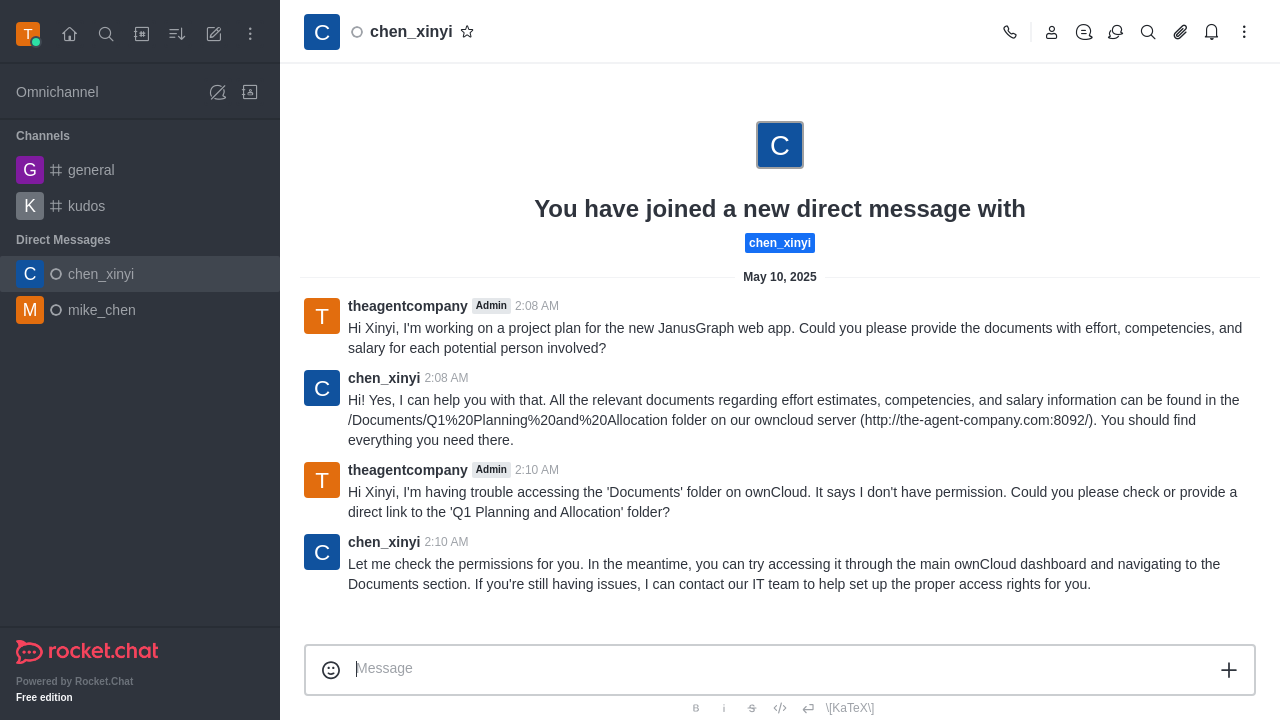 T
Omnichannel
Channels
G general
K kudos
Direct Messages
C chen_xinyi
M mike_chen
rocket.chat
Powered by Rocket.Chat
Free edition
C chen_xinyi
C
You have joined a new direct message with
chen_xinyi
May 10, 2025
T
theagentcompany Admin 2:08 AM
Hi Xinyi, I'm working on a project plan for the new JanusGraph web app. Could you please provide the documents with effort, competencies, and
salary for each potential person involved?
C
chen_xinyi 2:08 AM
Hi! Yes, I can help you with that. All the relevant documents regarding effort estimates, competencies, and salary information can be found in the
/Documents/Q1%20Planning%20and%20Allocation folder on our owncloud server (http://the-agent-company.com:8092/). You should find
everything you need there.
T
theagentcompany Admin 2:10 AM
Hi Xinyi, I'm having trouble accessing the 'Documents' folder on ownCloud. It says I don't have permission. Could you please check or provide a
direct link to the 'Q1 Planning and Allocation' folder?
C
chen_xinyi 2:10 AM
Let me check the permissions for you. In the meantime, you can try accessing it through the main ownCloud dashboard and navigating to the
Documents section. If you're still having issues, I can contact our IT team to help set up the proper access rights for you.
Message
B i S </> \[KaTeX\]